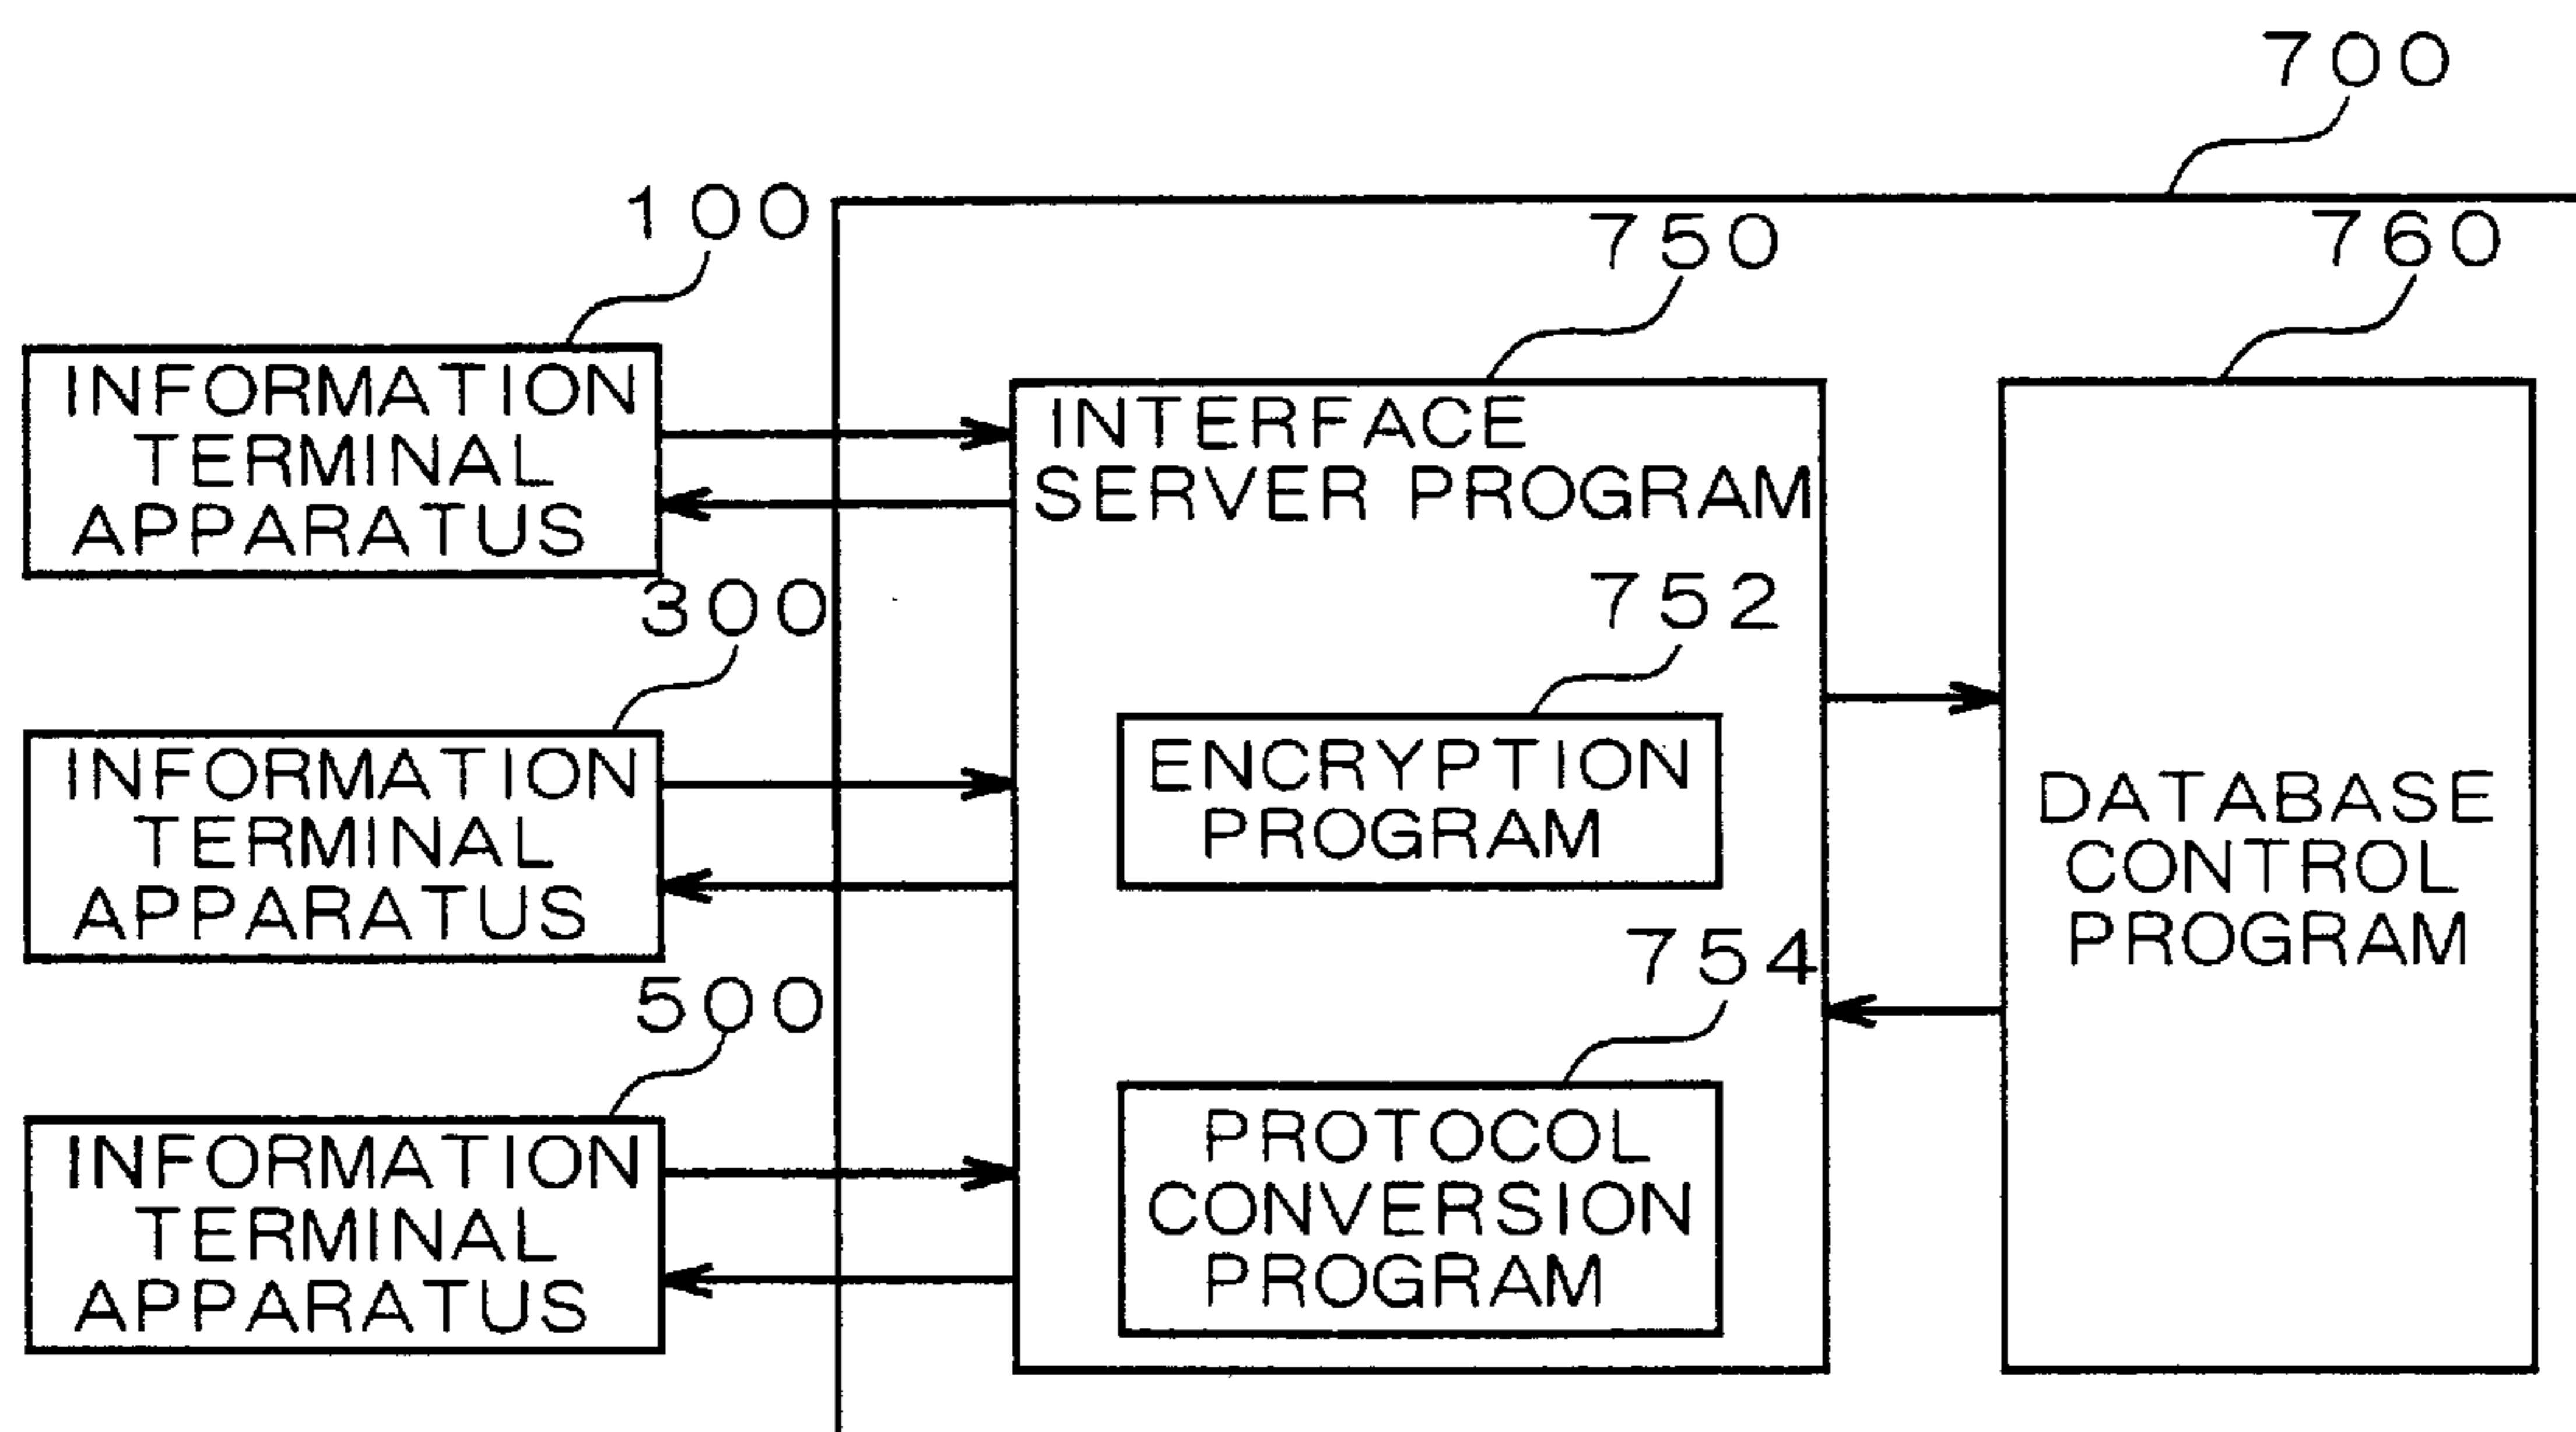 700
100
750
760
INFORMATION
TERMINAL
APPARATUS
INTERFACE
SERVER PROGRAM
300
752
INFORMATION
TERMINAL
APPARATUS
ENCRYPTION
PROGRAM
DATABASE
CONTROL
PROGRAM
500
754
INFORMATION
TERMINAL
APPARATUS
PROTOCOL
CONVERSION
PROGRAM